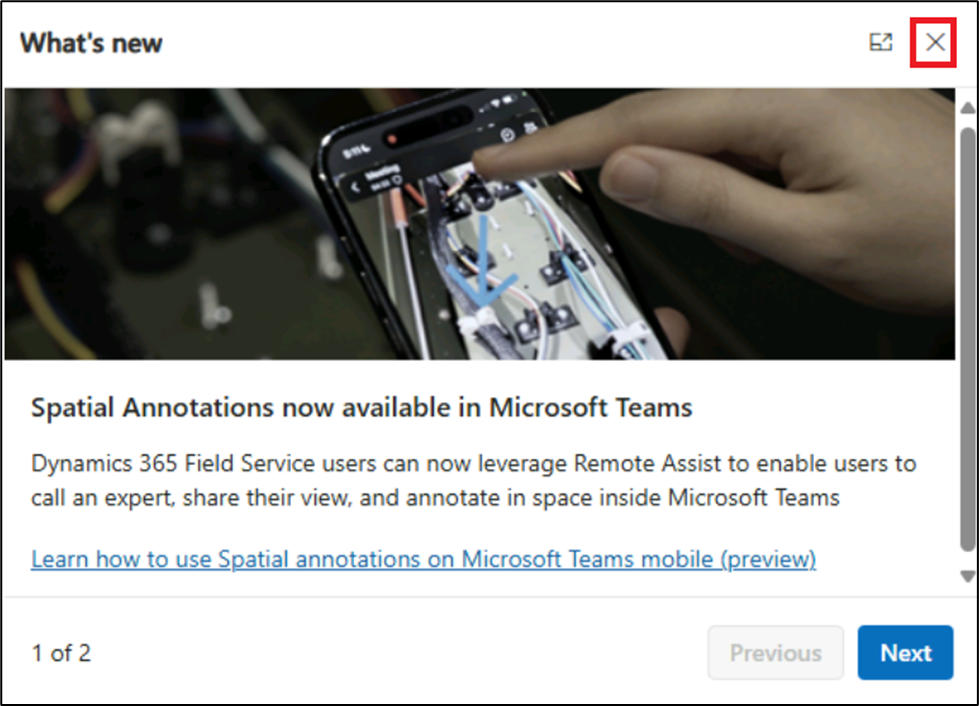 What's new
9:11
Meeting
Spatial Annotations now available in Microsoft Teams
Dynamics 365 Field Service users can now leverage Remote Assist to enable users to
call an expert, share their view, and annotate in space inside Microsoft Teams
Learn how to use Spatial annotations on Microsoft Teams mobile (preview)
1 of 2
Previous
Next